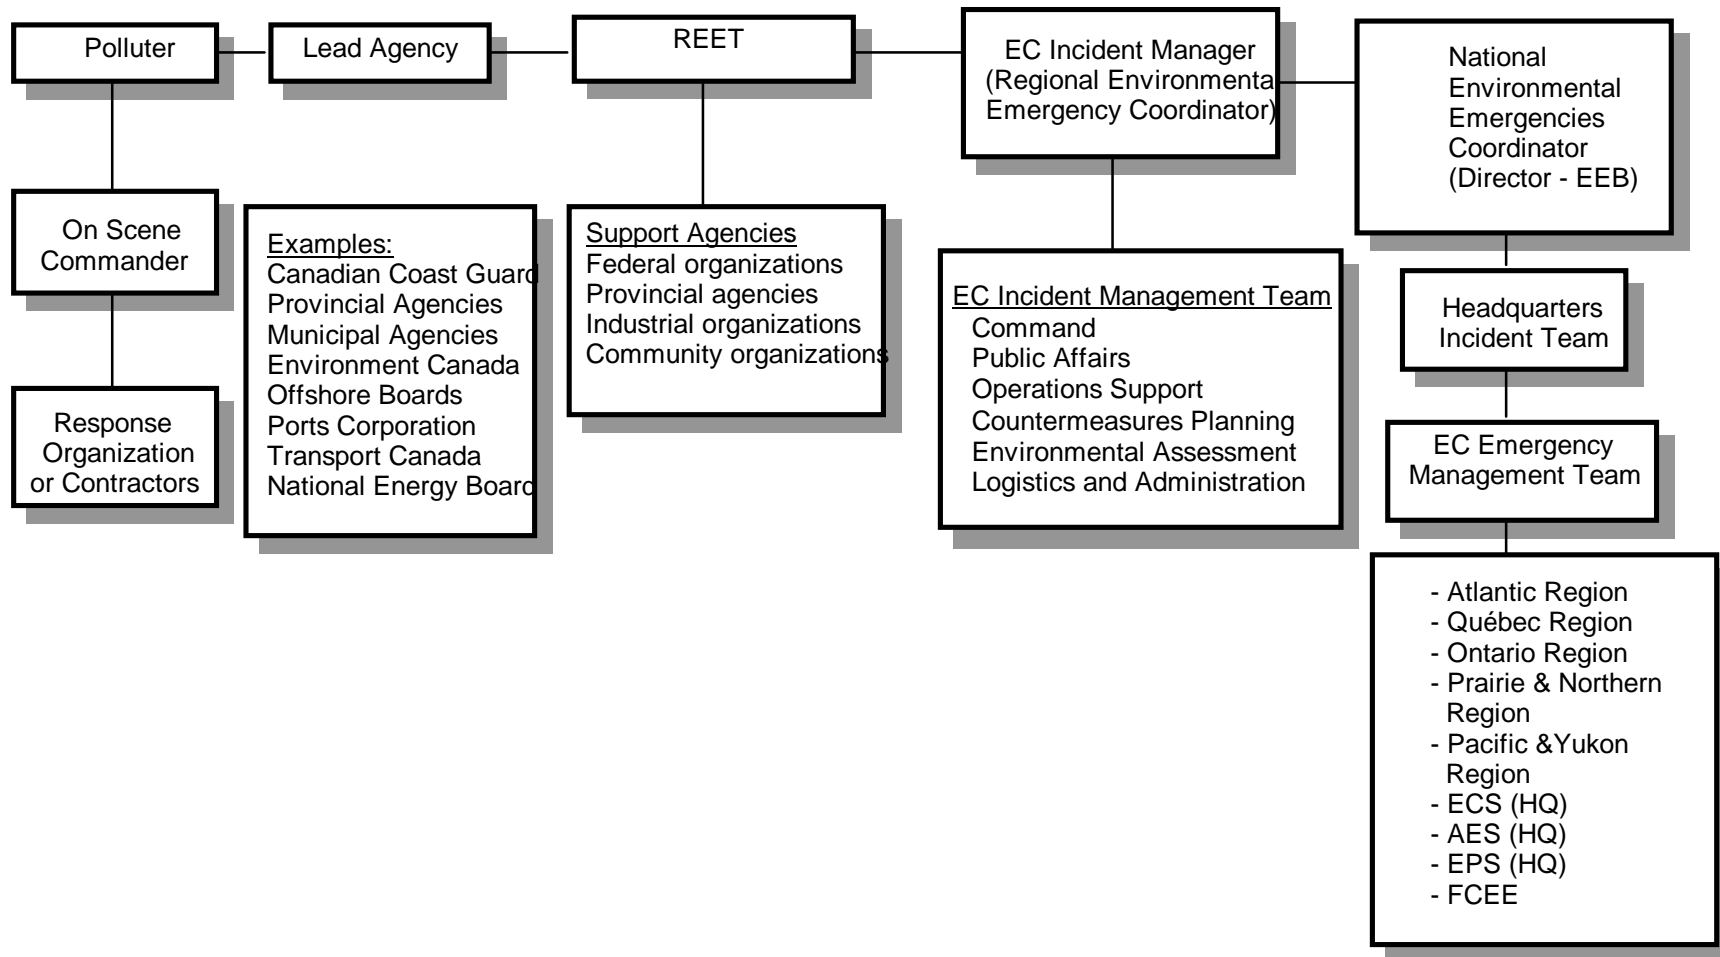 Polluter
Lead Agency
REET
EC Incident Manager
(Regional Environmental
Emergency Coordinator)
National
Environmental
Emergencies
Coordinator
(Director - EEB)
On Scene
Commander
Response
Organization
or Contractors
Examples:
Canadian Coast Guard
Provincial Agencies
Municipal Agencies
Environment Canada
Offshore Boards
Ports Corporation
Transport Canada
National Energy Board
Support Agencies
Federal organizations
Provincial agencies
Industrial organizations
Community organizations
EC Incident Management Team
Command
Public Affairs
Operations Support
Countermeasures Planning
Environmental Assessment
Logistics and Administration
Headquarters
Incident Team
EC Emergency
Management Team
- Atlantic Region
- Québec Region
- Ontario Region
- Prairie & Northern
Region
- Pacific &Yukon
Region
- ECS (HQ)
- AES (HQ)
- EPS (HQ)
- FCEE